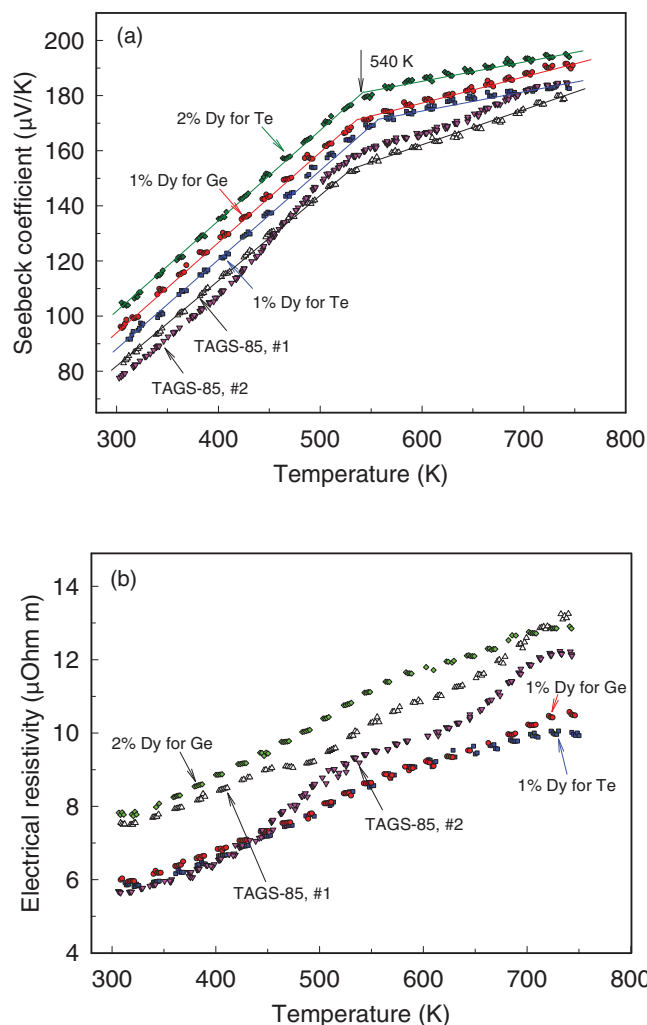 (a)
540 K
2% Dy for Te
1% Dy for Ge
1% Dy for Te
TAGS-85, #1
TAGS-85, #2
Seebeck coefficient (µV/K)
200
180
160
140
120
100
80
300 400 500 600 700 800
Temperature (K)
(b)
1% Dy for Ge
2% Dy for Ge
1% Dy for Te
TAGS-85, #2
TAGS-85, #1
Electrical resistivity (µOhm m)
14
12
10
8
6
4
300 400 500 600 700 800
Temperature (K)